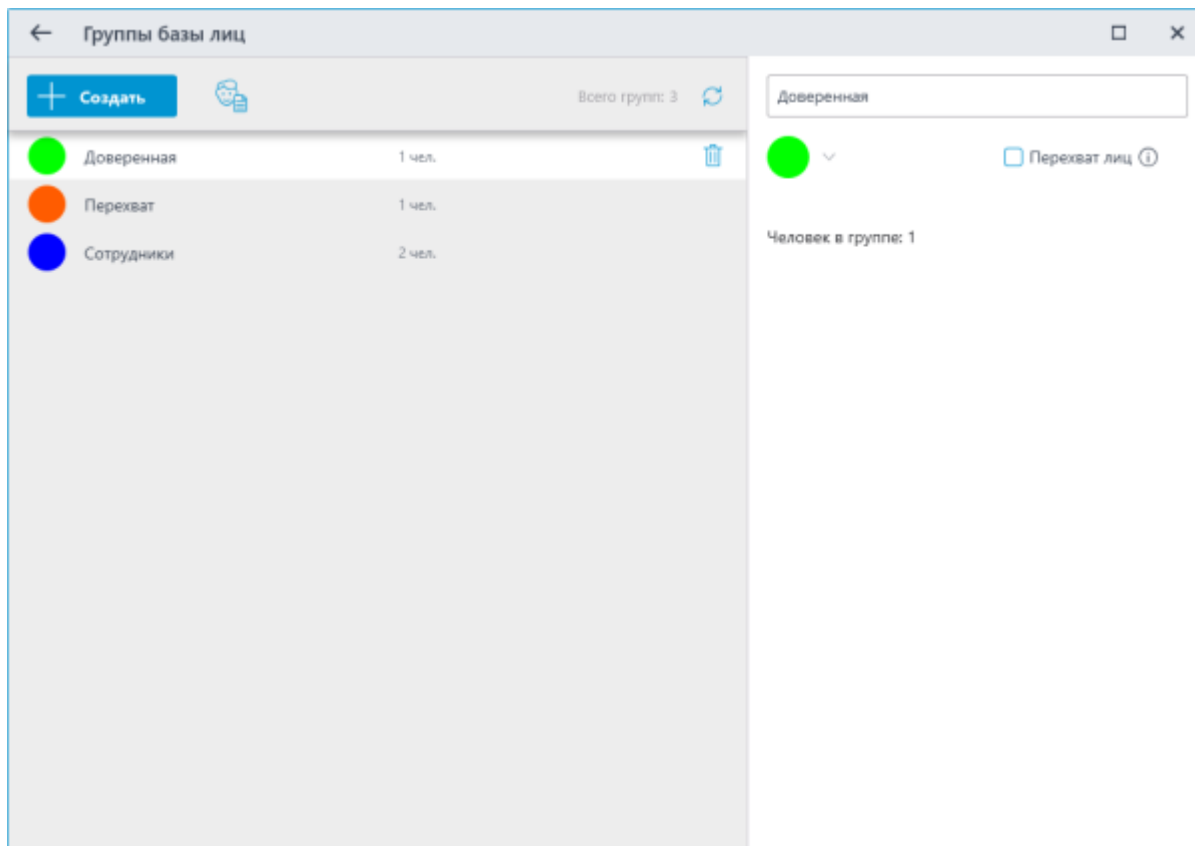 Группы базы лиц
Создать
Всего групп: 3
Доверенная 1 чел.
Перехват 1 чел.
Сотрудники 2 чел.
Доверенная
Перехват лиц
Человек в группе: 1